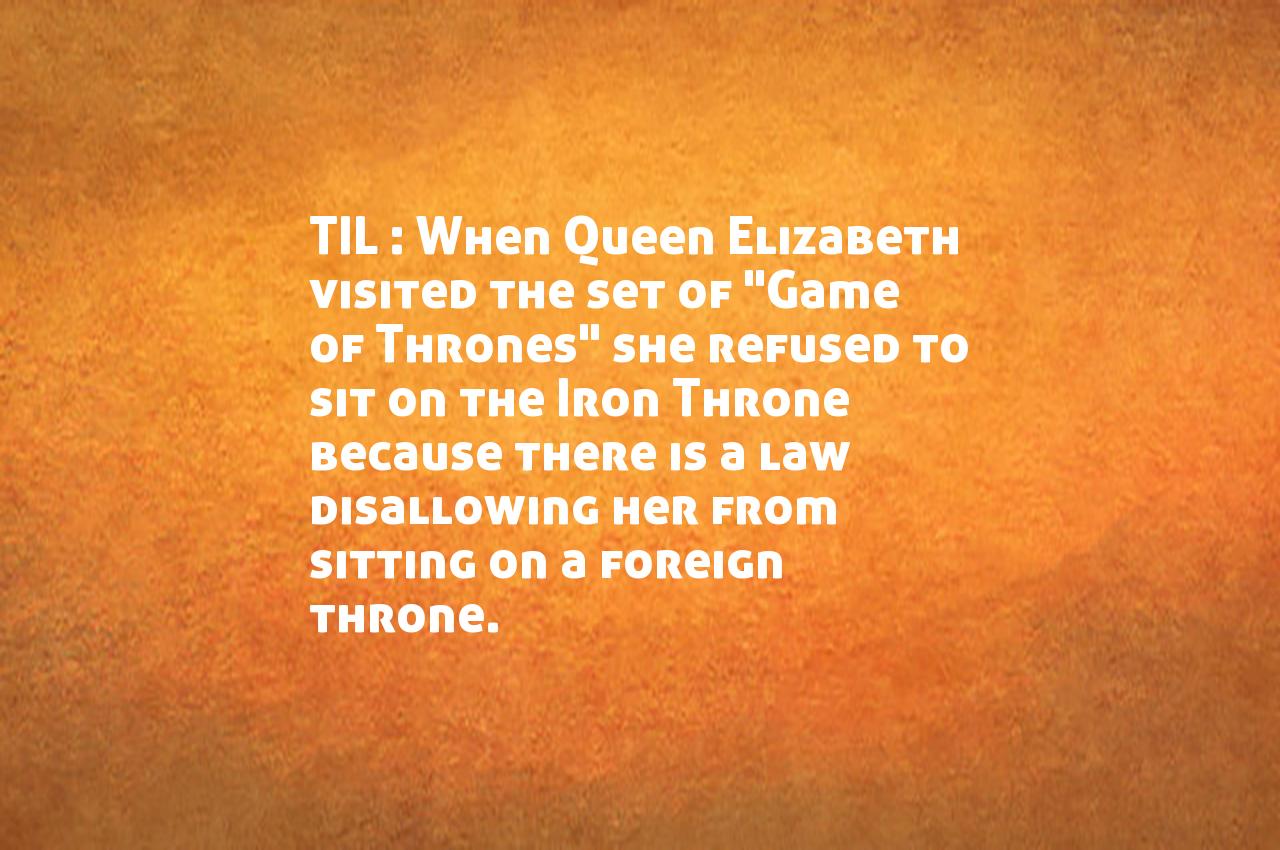 TIL : When Queen Elizabeth
visited the set of "Game
of Thrones" she refused to
sit on the Iron Throne
because there is a law
disallowing her from
sitting on a foreign
throne.